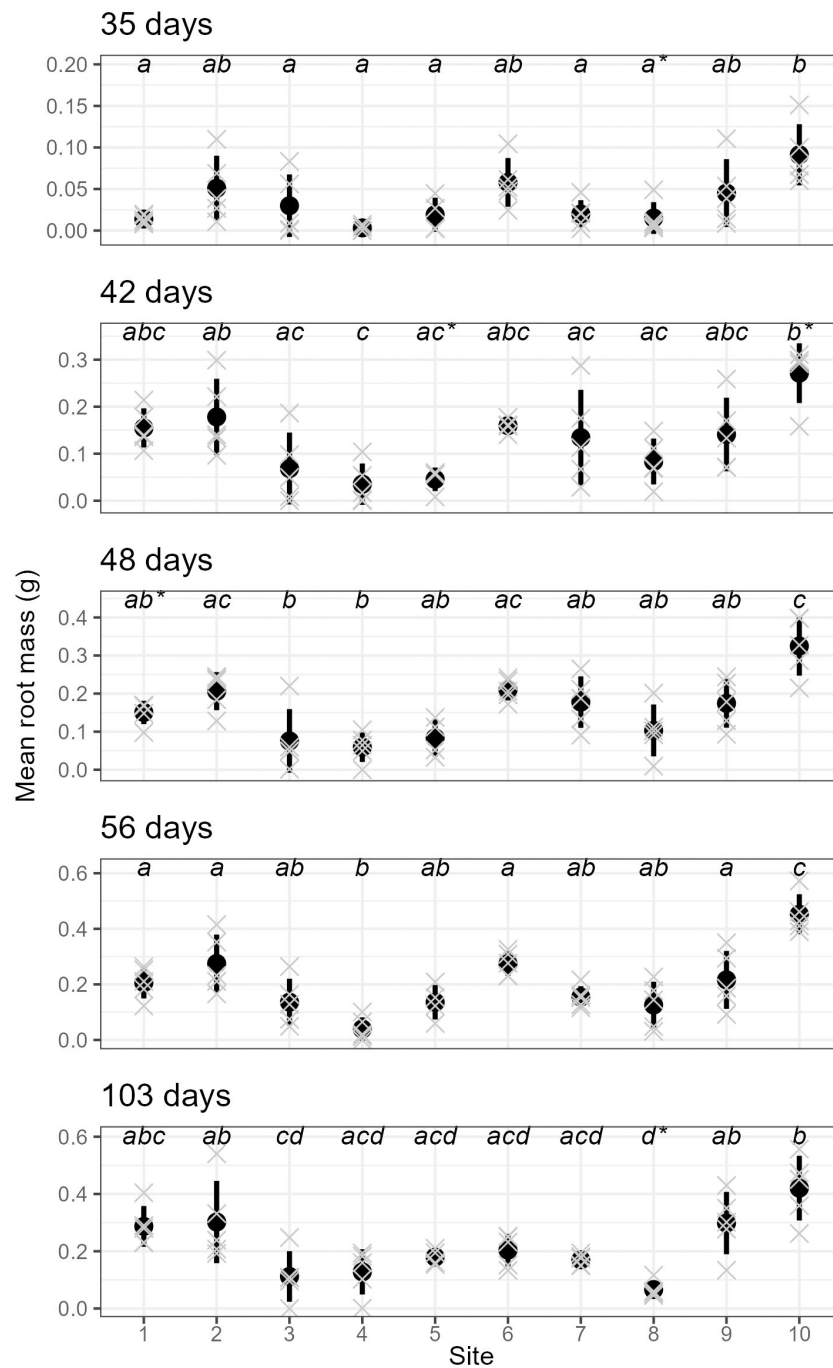 35 days
a ab a a a ab a a* ab b
0.20
0.15
0.10
0.05
0.00
42 days
abc ab ac c ac* abc ac ac abc b*
0.3
0.2
0.1
0.0
48 days
ab* ac b b ab ac ab ab ab c
0.4
0.3
0.2
0.1
0.0
Mean root mass (g)
56 days
a a ab b ab a ab ab a c
0.6
0.4
0.2
0.0
103 days
abc ab cd acd acd acd acd d* ab b
0.6
0.4
0.2
0.0
1 2 3 4 5 6 7 8 9 10
Site